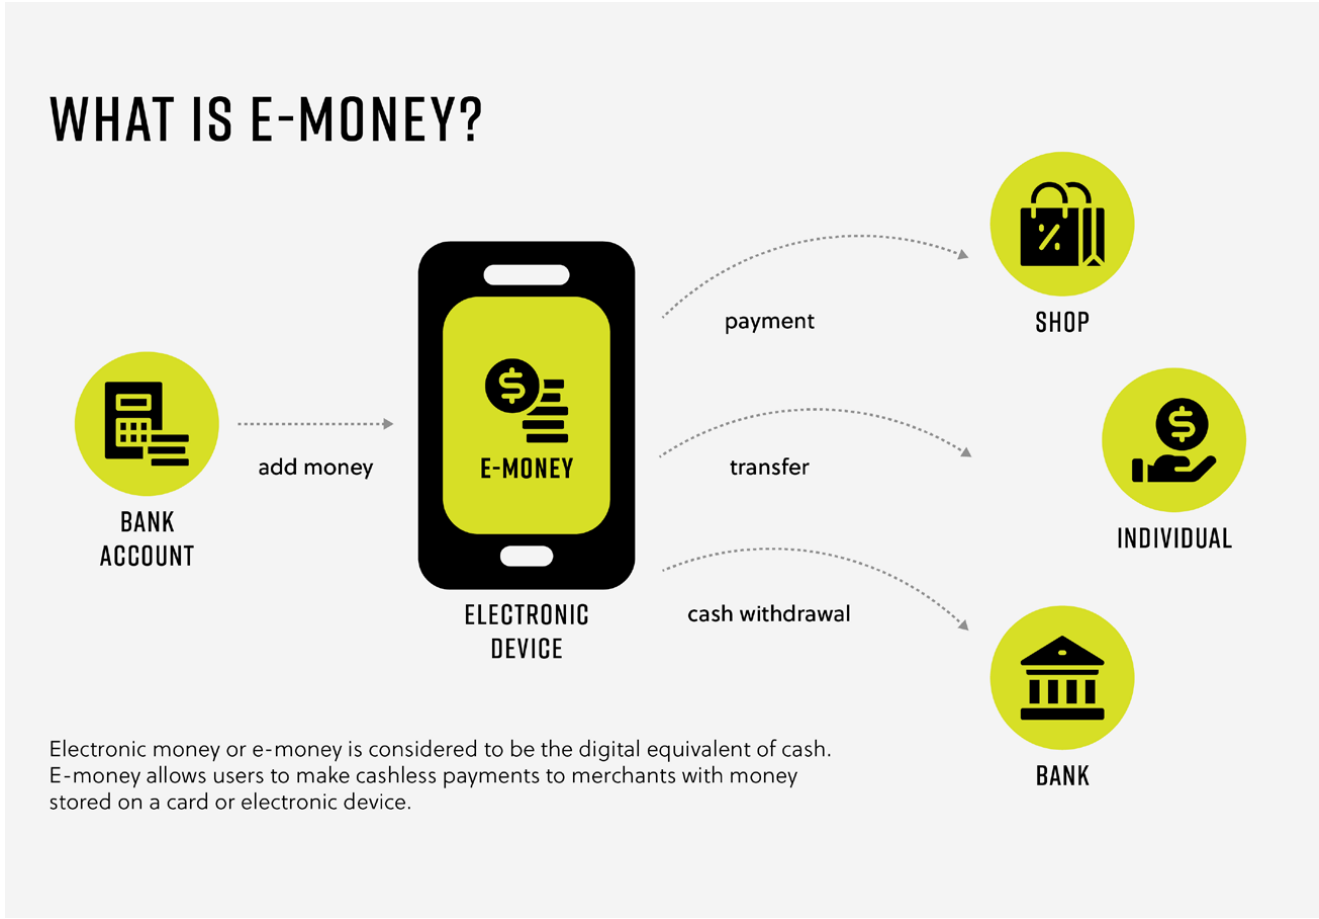 WHAT IS E-MONEY?
SHOP
payment
E-MONEY
add money
transfer
BANK
ACCOUNT
INDIVIDUAL
ELECTRONIC
DEVICE
cash withdrawal
BANK
Electronic money or e-money is considered to be the digital equivalent of cash.
E-money allows users to make cashless payments to merchants with money
stored on a card or electronic device.